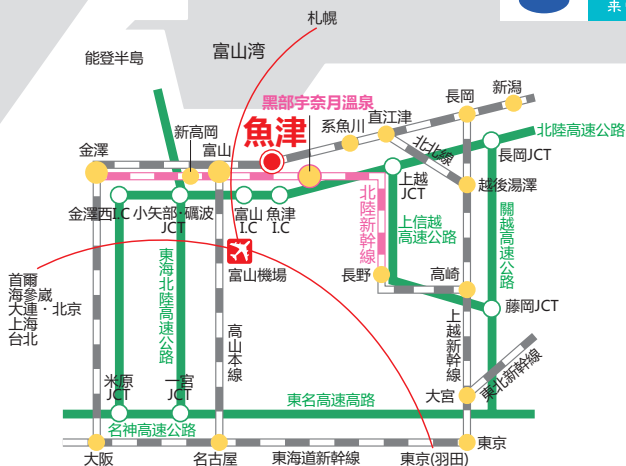 札幌
能登半島
富山湾
黑部宇奈月溫泉
新潟
長岡
直江津
系魚川
魚津
新高岡
富山
金澤
北陸高速公路
北北線
長岡JCT
上越
JCT
越後湯澤
金澤西I.C
小矢部·礪波
JCT
富山
I.C
魚津
I.C
北陸新幹線
上信越
高速公路
關越高速公路
富山機場
長野
高崎
藤岡JCT
首爾
海參崴
大連・北京
上海
台北
東海北陸高速公路
高山本線
上越新幹線
東北新幹線
米原
JCT
一宮
JCT
大宮
東名高速高路
名神高速公路
大阪
名古屋
東海道新幹線
東京(羽田)
東京